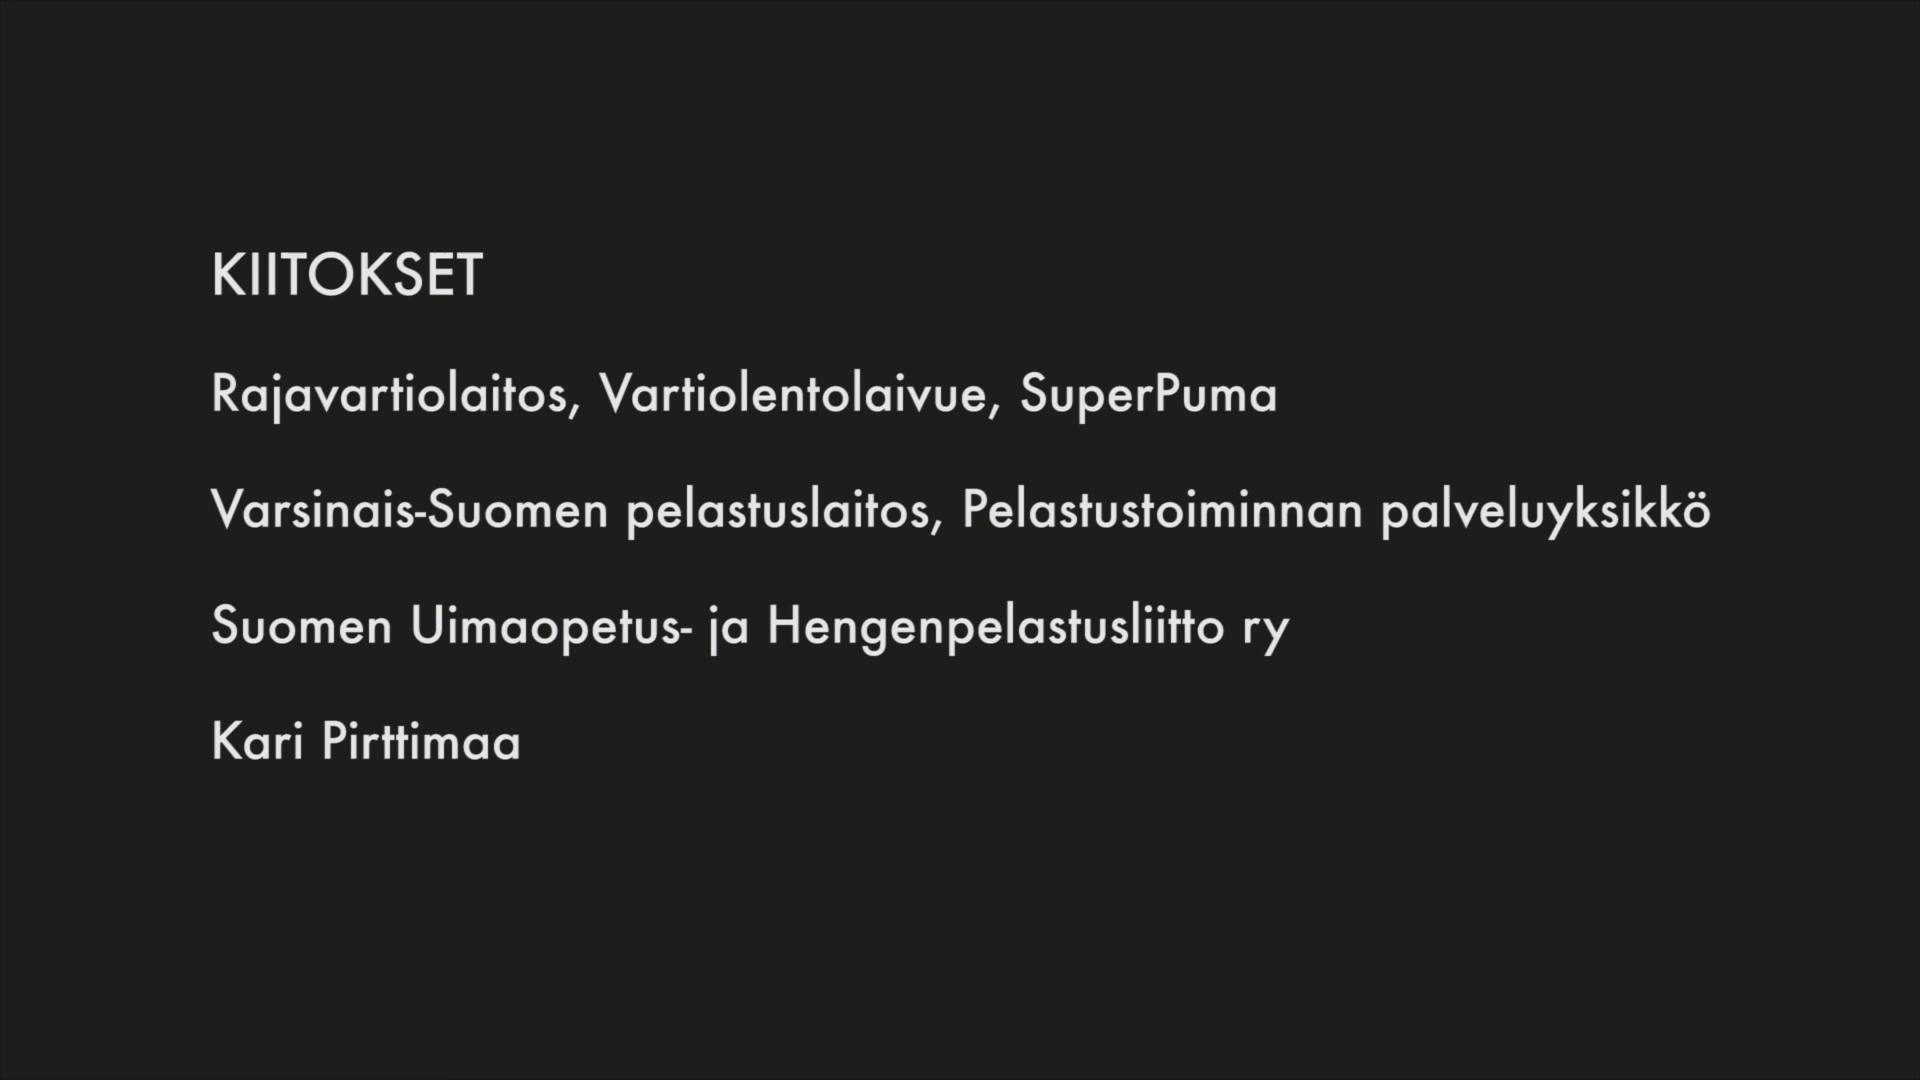 KIITOKSET
Rajavartiolaitos, Vartiolentolaivue, SuperPuma
Varsinais-Suomen pelastuslaitos, Pelastustoiminnan palveluyksikkö
Suomen Uimaopetus- ja Hengenpelastusliitto ry
Kari Pirttimaa